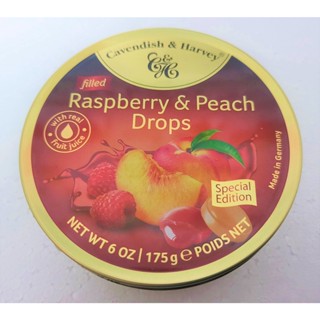 Cavendish & Harvey
C&H
filled
Raspberry & Peach
Drops
with real
fruit juice
Special
Edition
Made in Germany
NET WT 6 OZ | 175 g e POIDS NET